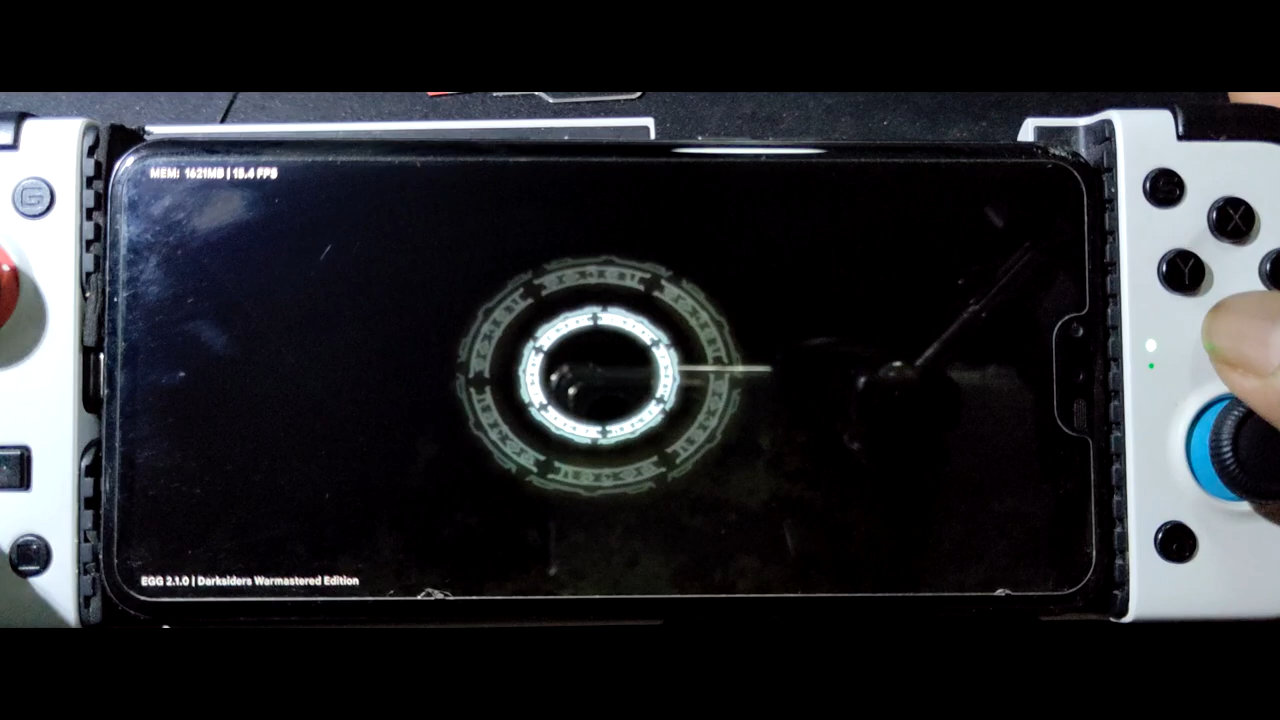 MEM: 1621MB | 15.4 FPS
G
S
X
Y
EGG 2.1.0 | Darksiders Warmastered Edition